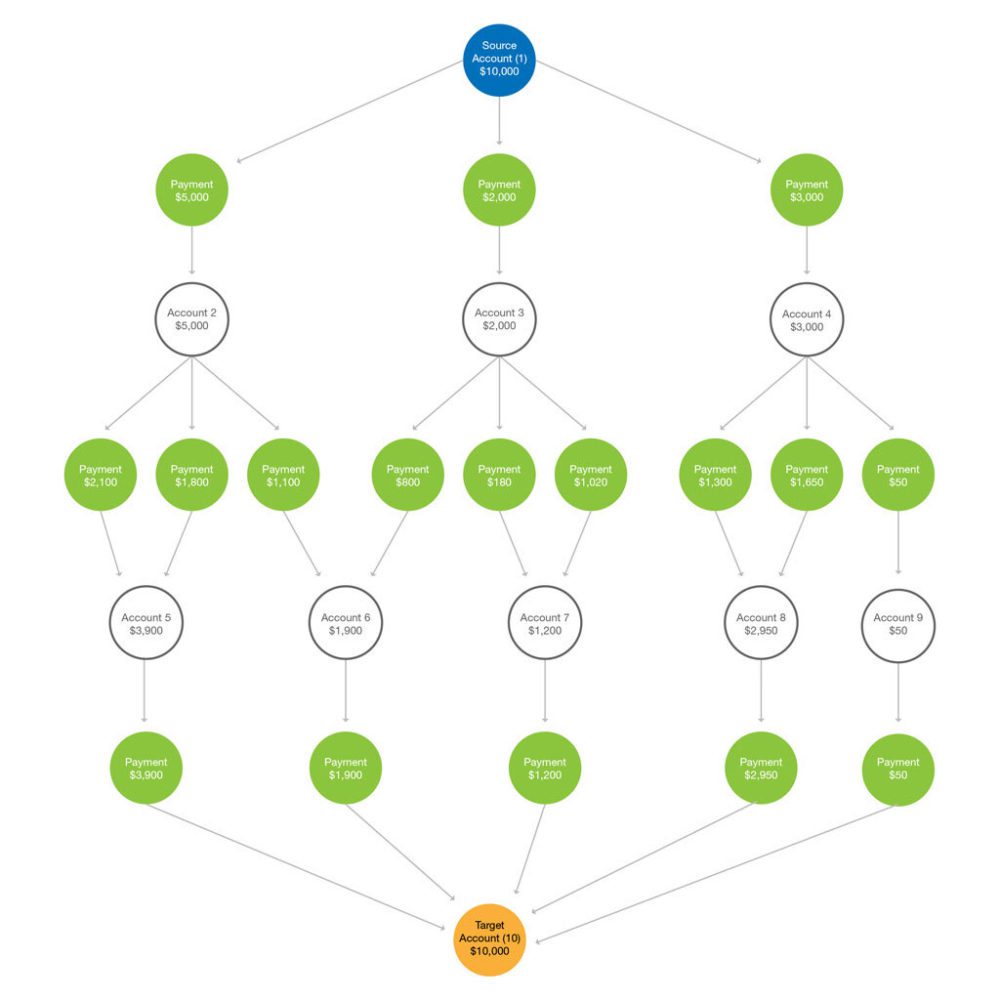 Source
Account (1)
$10,000
Payment
$5,000
Payment
$2,000
Payment
$3,000
Account 2
$5,000
Account 3
$2,000
Account 4
$3,000
Payment
$2,100
Payment
$1,800
Payment
$1,100
Payment
$800
Payment
$180
Payment
$1,020
Payment
$1,300
Payment
$1,650
Payment
$50
Account 5
$3,900
Account 6
$1,900
Account 7
$1,200
Account 8
$2,950
Account 9
$50
Payment
$3,900
Payment
$1,900
Payment
$1,200
Payment
$2,950
Payment
$50
Target
Account (10)
$10,000